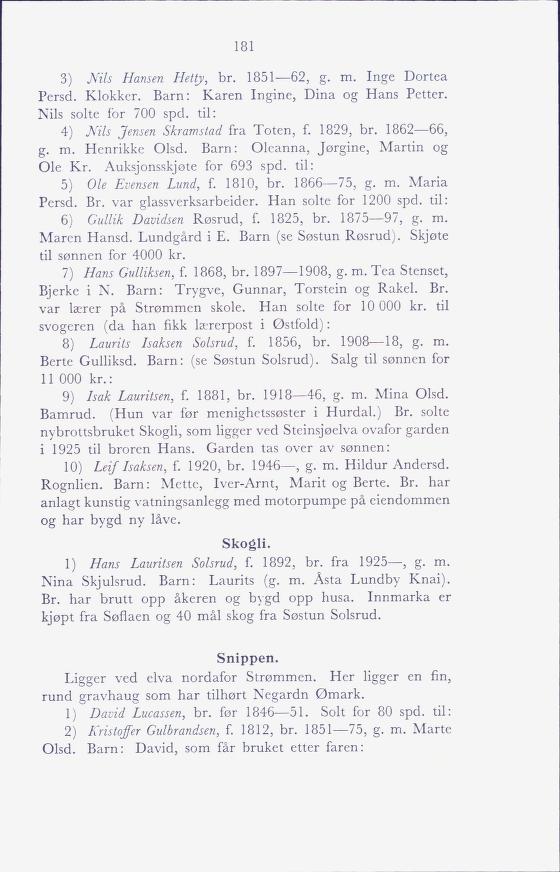 181
3) Nils Hansen Hetty, br. 1851—62, g. m. Inge Dortea
Persd. Klokker. Barn: Karen Ingine, Dina og Hans Petter.
Nils solte for 700 spd. til:
4) Nils Jensen Skramstad fra Toten, f. 1829, br. 1862—66,
g. m. Henrikke Olsd. Barn: Oleanna, Jørgine, Martin og
Ole Kr. Auksjonsskjøte for 693 spd. til:
5) Ole Evensen Lund, f. 1810, br. 1866—75, g. m. Maria
Persd. Br. var glassverksarbeider. Han solte for 1200 spd. til:
6) Gullik Davidsen Røsrud, f. 1825, br. 1875—97, g. m.
Maren Hansd. Lundgård i E. Barn (se Søstun Røsrud). Skjøte
til sønnen for 4000 kr.
7) Hans Gulliksen, f. 1868, br. 1897—1908, g. m. Tea Stenset,
Bjerke i N. Barn: Trygve, Gunnar, Torstein og Rakel. Br.
var lærer på Strømmen skole. Han solte for 10 000 kr. til
svogeren (da han fikk lærerpost i Østfold):
8) Laurits Isaksen Solsrud, f. 1856, br. 1908—18, g. m.
Berte Gulliksd. Barn: (se Søstun Solsrud). Salg til sønnen for
11 000 kr.:
9) Isak Lauritsen, f. 1881, br. 1918—46, g. m. Mina Olsd.
Bamrud. (Hun var før menighetssøster i Hurdal.) Br. solte
nybrottsbruket Skogli, som ligger ved Steinsjøelva ovafor garden
i 1925 til broren Hans. Garden tas over av sønnen:
10) Leif Isaksen, f. 1920, br. 1946—, g. m. Hildur Andersd.
Rognlien. Barn: Mette, Iver-Arnt, Marit og Berte. Br. har
anlagt kunstig vatningsanlegg med motorpumpe på eiendommen
og har bygd ny låve.
Skogli.
1) Hans Lauritsen Solsrud, f. 1892, br. fra 1925—, g. m.
Nina Skjulsrud. Barn: Laurits (g. m. Åsta Lundby Knai).
Br. har brutt opp åkeren og bygd opp husa. Innmarka er
kjøpt fra Søflaen og 40 mål skog fra Søstun Solsrud.
Snippen.
Ligger ved elva nordafor Strømmen. Her ligger en fin,
rund gravhaug som har tilhørt Negardn Ømark.
1) David Lucassen, br. før 1846—51. Solt for 80 spd. til:
2) Kristoffer Gulbrandsen, f. 1812, br. 1851—75, g. m. Marte
Olsd. Barn: David, som får bruket etter faren: